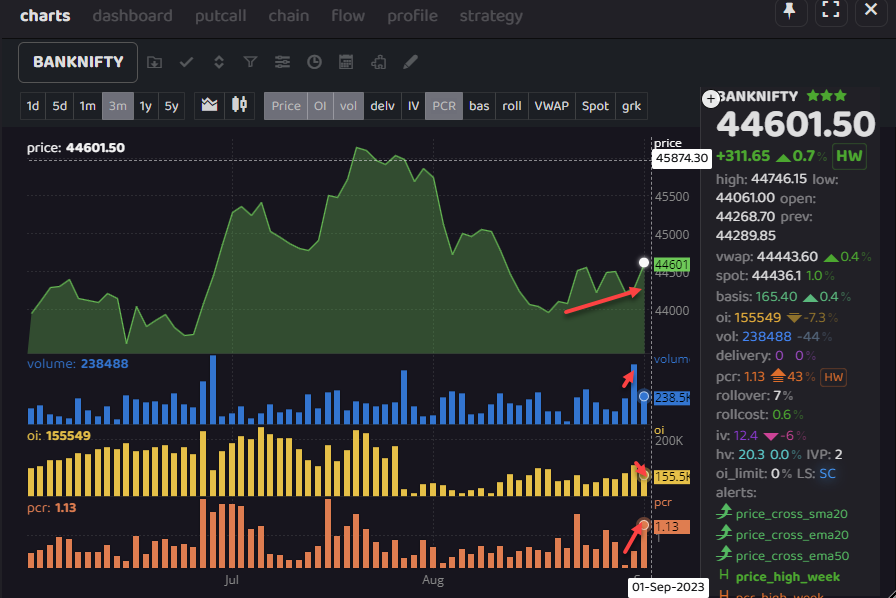 charts dashboard putcall chain flow profile strategy
BANKNIFTY
1d 5d 1m 3m 1y 5y Price OI vol delv IV PCR bas roll VWAP Spot grk
price: 44601.50
price
45874.30
45500
45000
44601
44500
44000
volume: 238488
volum
238.5k
oi: 155549
oi
200K
155.5k
pcr: 1.13
pcr
1.13
1
Jul Aug
01-Sep-2023
BANKNIFTY
44601.50
+311.65 0.7% HW
high: 44746.15 low:
44061.00 open:
44268.70 prev:
44289.85
vwap: 44443.60 0.4%
spot: 44436.1 1.0%
basis: 165.40 0.4%
oi: 155549 -7.3%
vol: 238488 -44%
delivery: 0 0%
pcr: 1.13 43% HW
rollover: 7%
rollcost: 0.6%
iv: 12.4 -6%
hv: 20.3 0.0% IVP: 2
oi_limit: 0% LS: SC
alerts:
price_cross_sma20
price_cross_ema20
price_cross_ema50
H price_high_week
H pcr_high_week